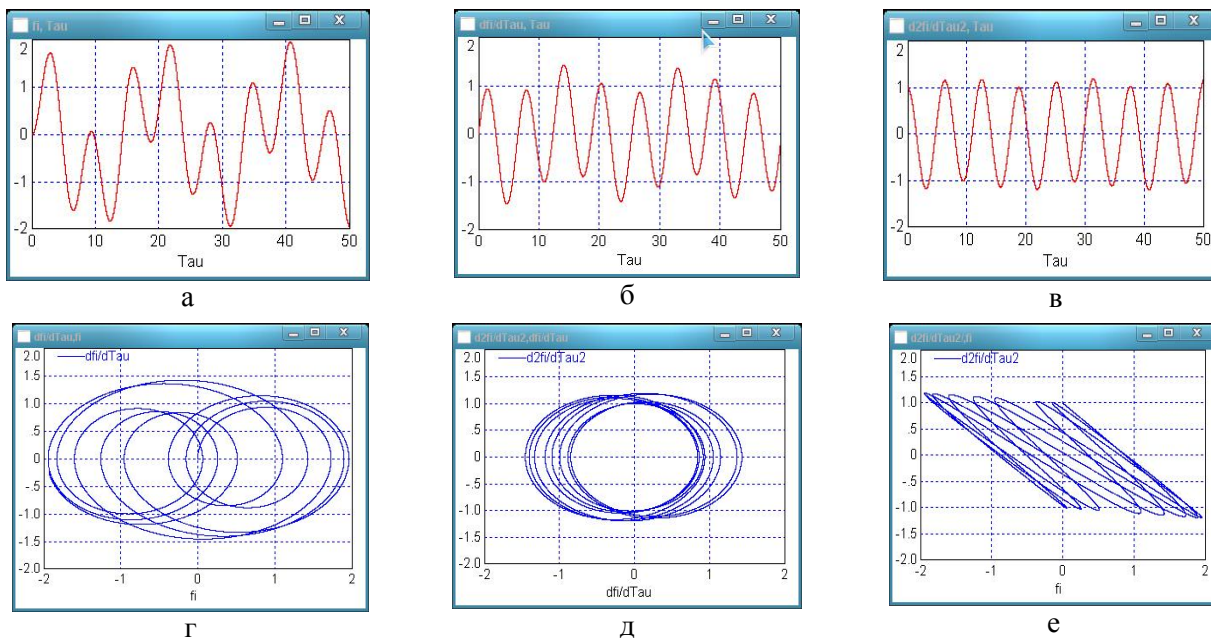 fi, Tau
2
1
0
-1
-2
0 10 20 30 40 50
Tau
а
dfi/dTau, Tau
2
1
0
-1
-2
0 10 20 30 40 50
Tau
б
d2fi/dTau2, Tau
2
1
0
-1
-2
0 10 20 30 40 50
Tau
в
dfi/dTau,fi
dfi/dTau
2.0
1.5
1.0
.5
0
-.5
-1.0
-1.5
-2.0
-2 -1 0 1 2
fi
г
d2fi/dTau2,dfi/dTau
d2fi/dTau2
2.0
1.5
1.0
.5
0
-.5
-1.0
-1.5
-2.0
-2 -1 0 1 2
dfi/dTau
д
d2fi/dTau2,fi
d2fi/dTau2
2.0
1.5
1.0
.5
0
-.5
-1.0
-1.5
-2.0
-2 -1 0 1 2
fi
е